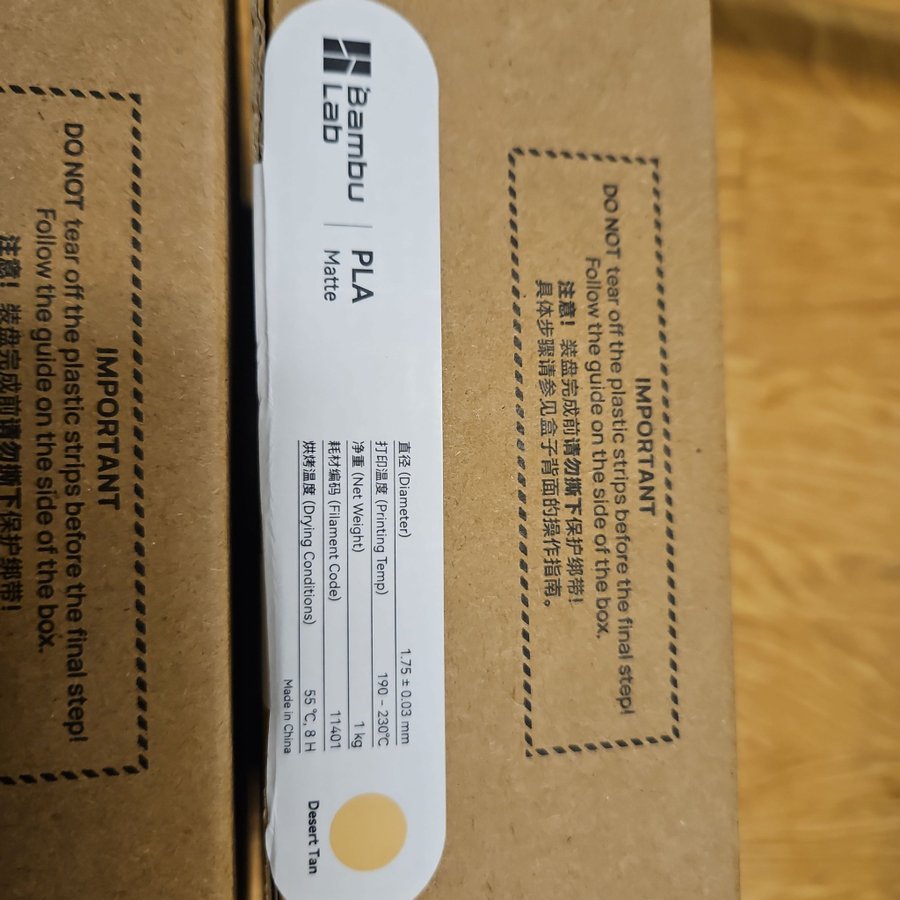 Bambu
Lab
PLA
Matte
直径 (Diameter) 1.75 ± 0.03 mm
打印温度 (Printing Temp) 190 - 230℃
净重 (Net Weight) 1 kg
耗材编码 (Filament Code) 11401
烘烤温度 (Drying Conditions) 55 ℃, 8 H
Made in China
Desert Tan
IMPORTANT
DO NOT tear off the plastic strips before the final step!
Follow the guide on the side of the box.
注意！装盘完成前请勿撕下保护绑带！
具体步骤请参见盒子背面的操作指南。
IMPORTANT
DO NOT tear off the plastic strips before the final step!
Follow the guide on the side of the box.
注意！装盘完成前请勿撕下保护绑带！